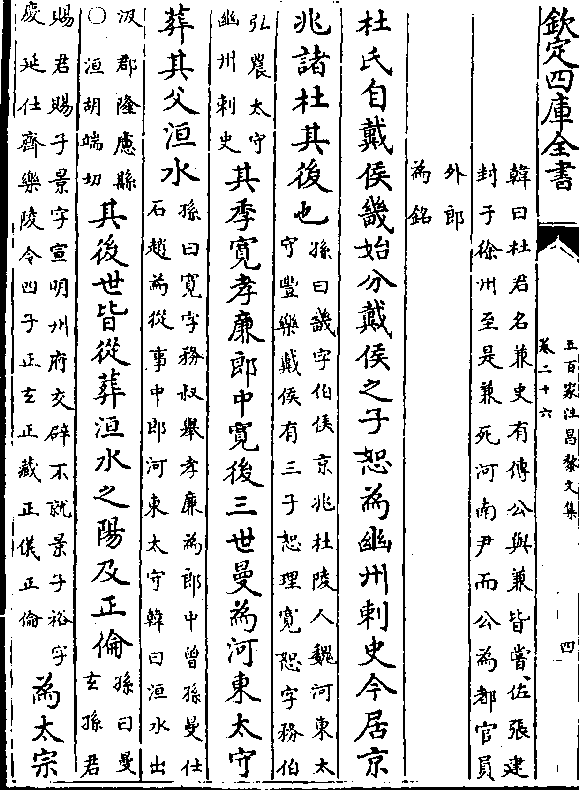 欽定四庫全書
五百家注昌黎文集
卷二十六
四
韓曰杜君名兼史有傳公與兼皆嘗佐張建
封于徐州至是兼死河南尹而公為都官員
外郎
為銘
杜氏自戴侯畿始分戴侯之子恕為幽州刺史今居京
兆諸杜其後也
孫曰畿字伯侯京兆杜陵人魏河東太
守豐樂戴侯有三子恕理寬恕字務伯
弘農太守
幽州刺史
其季寬孝廉郎中寬後三世曼為河東太守
葬其父洹水
孫曰寬字務叔舉孝廉為郎中曾孫曼仕
石趙為從事中郎河東太守韓曰洹水出
汲郡隆慮縣
○洹胡端切
其後世皆從葬洹水之陽及正倫
孫曰曼
玄孫君
賜君賜子景字宣明州府交辟不就景子裕字
慶延仕齊樂陵令四子正玄正藏正儀正倫
為太宗